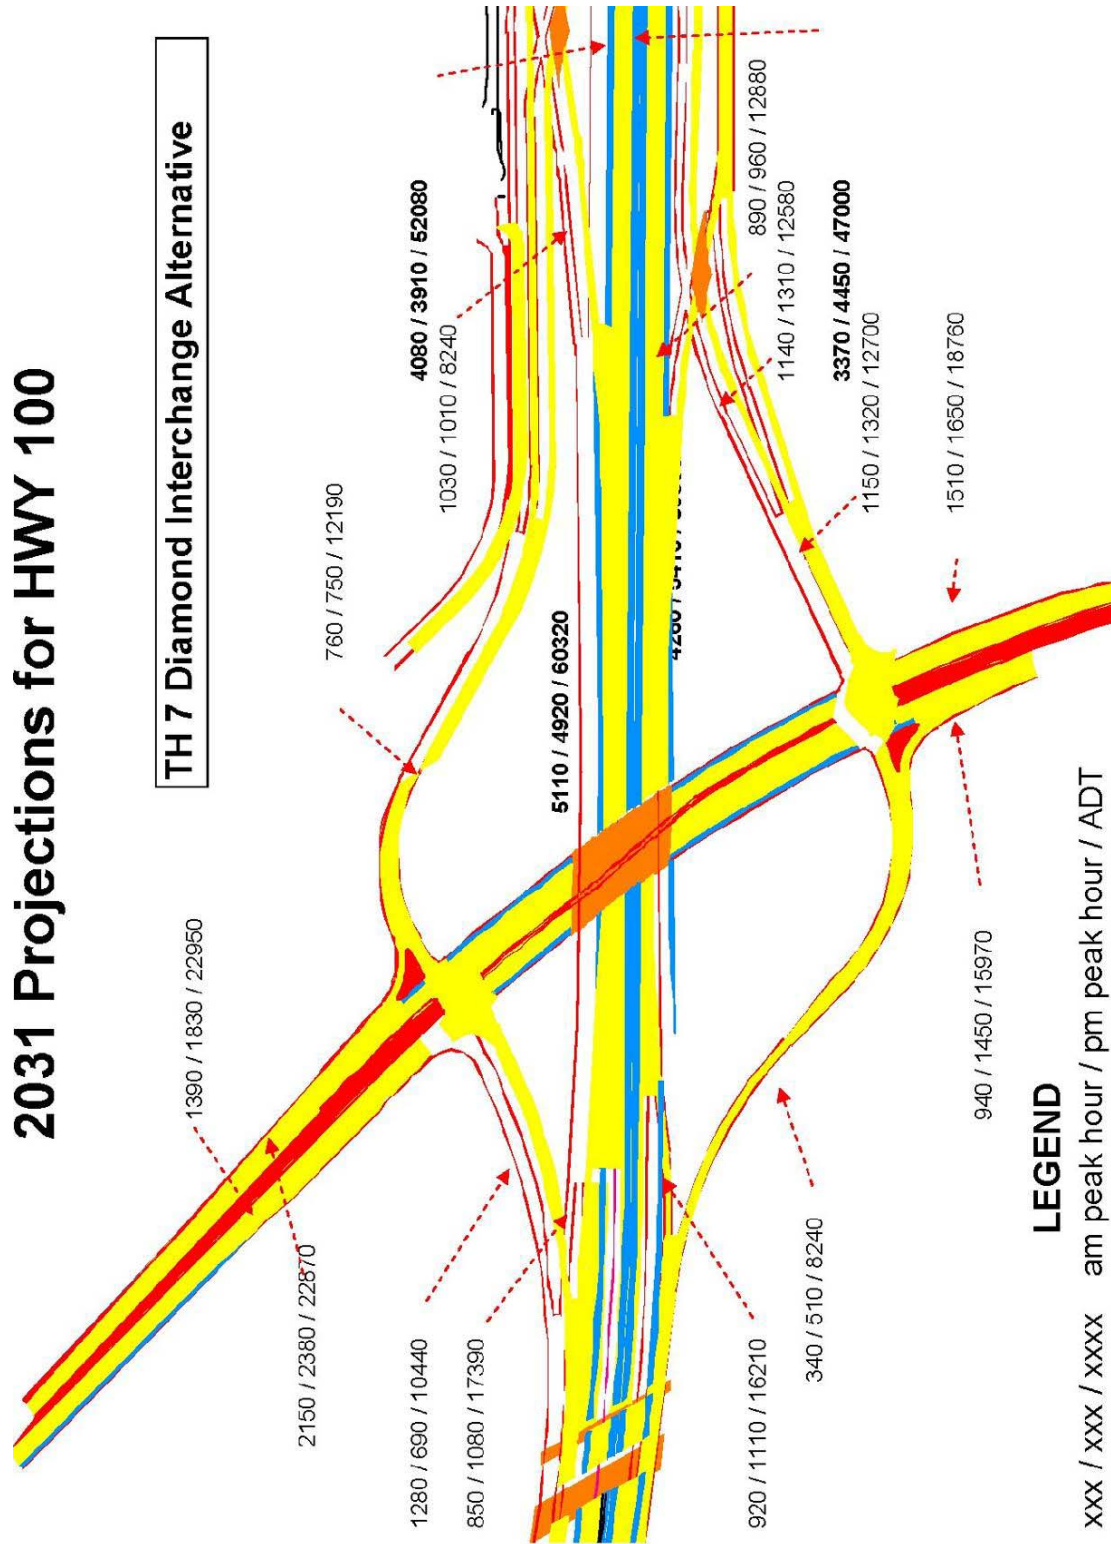 2031 Projections for HWY 100
TH 7 Diamond Interchange Alternative
1390 / 1830 / 22950
2150 / 2380 / 22870
760 / 750 / 12190
4080 / 3910 / 52080
1030 / 1010 / 8240
1280 / 690 / 10440
850 / 1080 / 17390
5110 / 4920 / 60320
890 / 960 / 12880
1140 / 1310 / 12580
3370 / 4450 / 47000
1150 / 1320 / 12700
920 / 1110 / 16210
340 / 510 / 8240
1510 / 1650 / 18760
940 / 1450 / 15970
LEGEND
xxx / xxx / xxxx am peak hour / pm peak hour / ADT